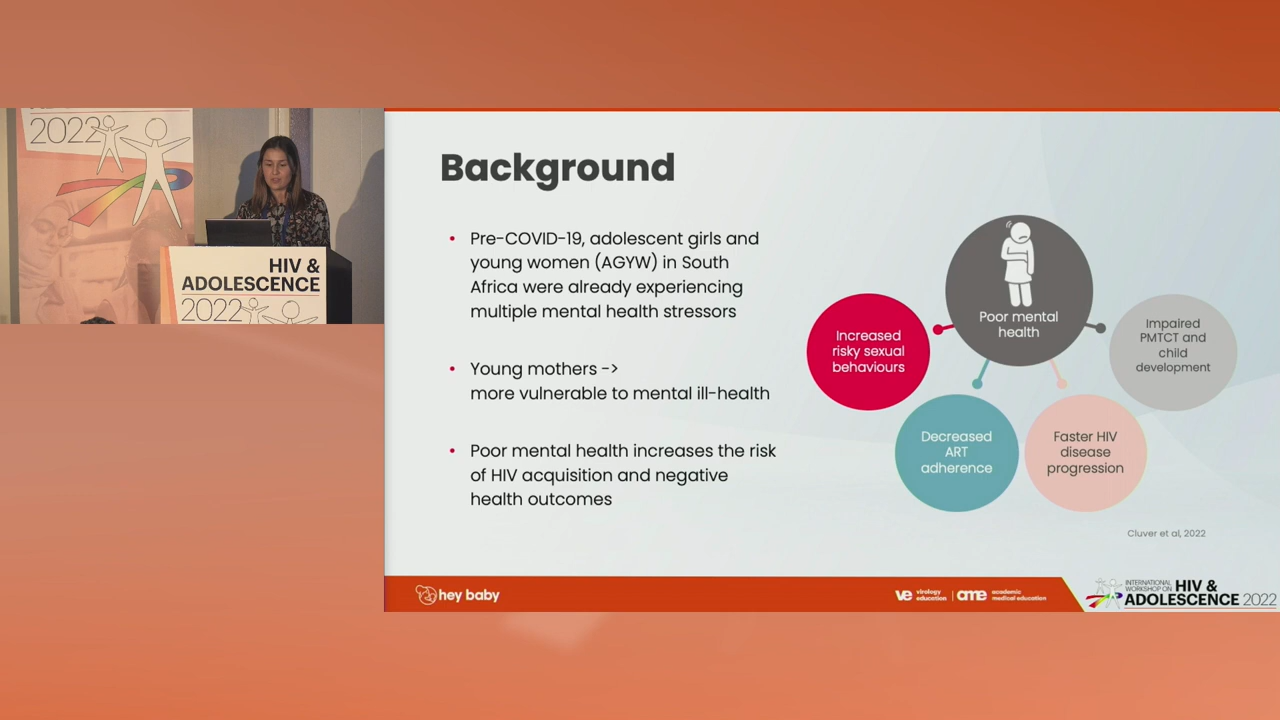 2022
HIV &
ADOLESCENCE
2022
Background
• Pre-COVID-19, adolescent girls and
young women (AGYW) in South
Africa were already experiencing
multiple mental health stressors
• Young mothers ->
more vulnerable to mental ill-health
• Poor mental health increases the risk
of HIV acquisition and negative
health outcomes
Poor mental
health
Increased
risky sexual
behaviours
Impaired
PMTCT and
child
development
Decreased
ART
adherence
Faster HIV
disease
progression
Cluver et al, 2022
hey baby
ve virology
education
ame academic
medical education
INTERNATIONAL
WORKSHOP ON
HIV &
ADOLESCENCE 2022